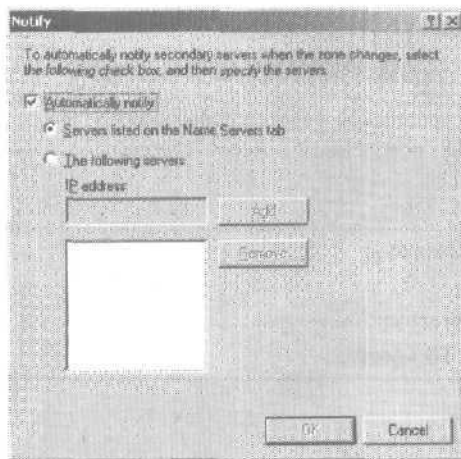 Notify
To automatically notify secondary servers when the zone changes, select
the following check box, and then specify the servers.
Automatically notify
Servers listed on the Name Servers tab
The following servers
IP address:
Add
Remove
OK
Cancel